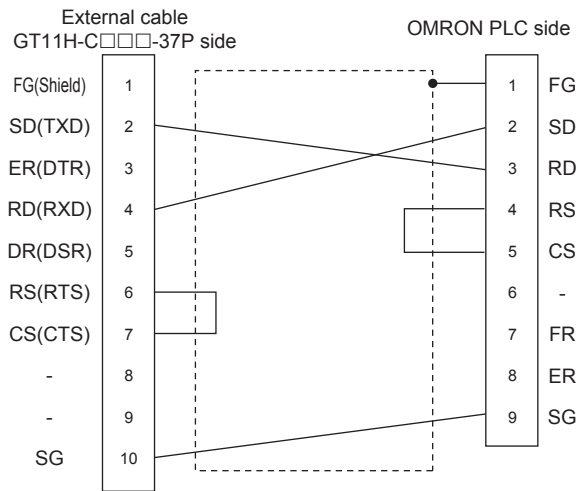 External cable
GT11H-C□□□-37P side
OMRON PLC side
FG(Shield) 1
SD(TXD) 2
ER(DTR) 3
RD(RXD) 4
DR(DSR) 5
RS(RTS) 6
CS(CTS) 7
- 8
- 9
SG 10
1 FG
2 SD
3 RD
4 RS
5 CS
6 -
7 FR
8 ER
9 SG